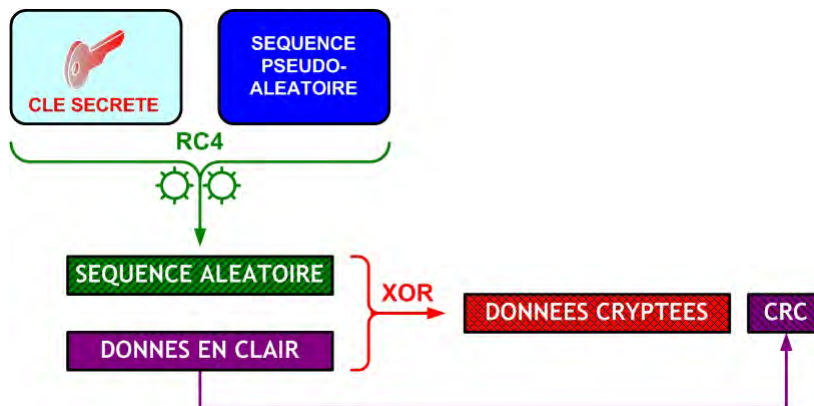 CLE SECRETE
SEQUENCE
PSEUDO-
ALEATOIRE
RC4
SEQUENCE ALEATOIRE
XOR
DONNEES CRYPTEES
CRC
DONNES EN CLAIR